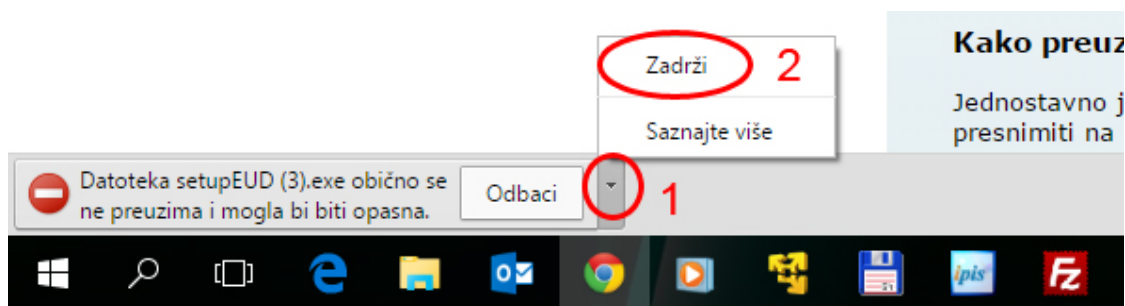 Zadrži
2
Saznajte više
Kako preuz
Jednostavno j
presnimiti na
Datoteka setupEUD (3).exe obično se
ne preuzima i mogla bi biti opasna.
Odbaci
1
ipis
Fz